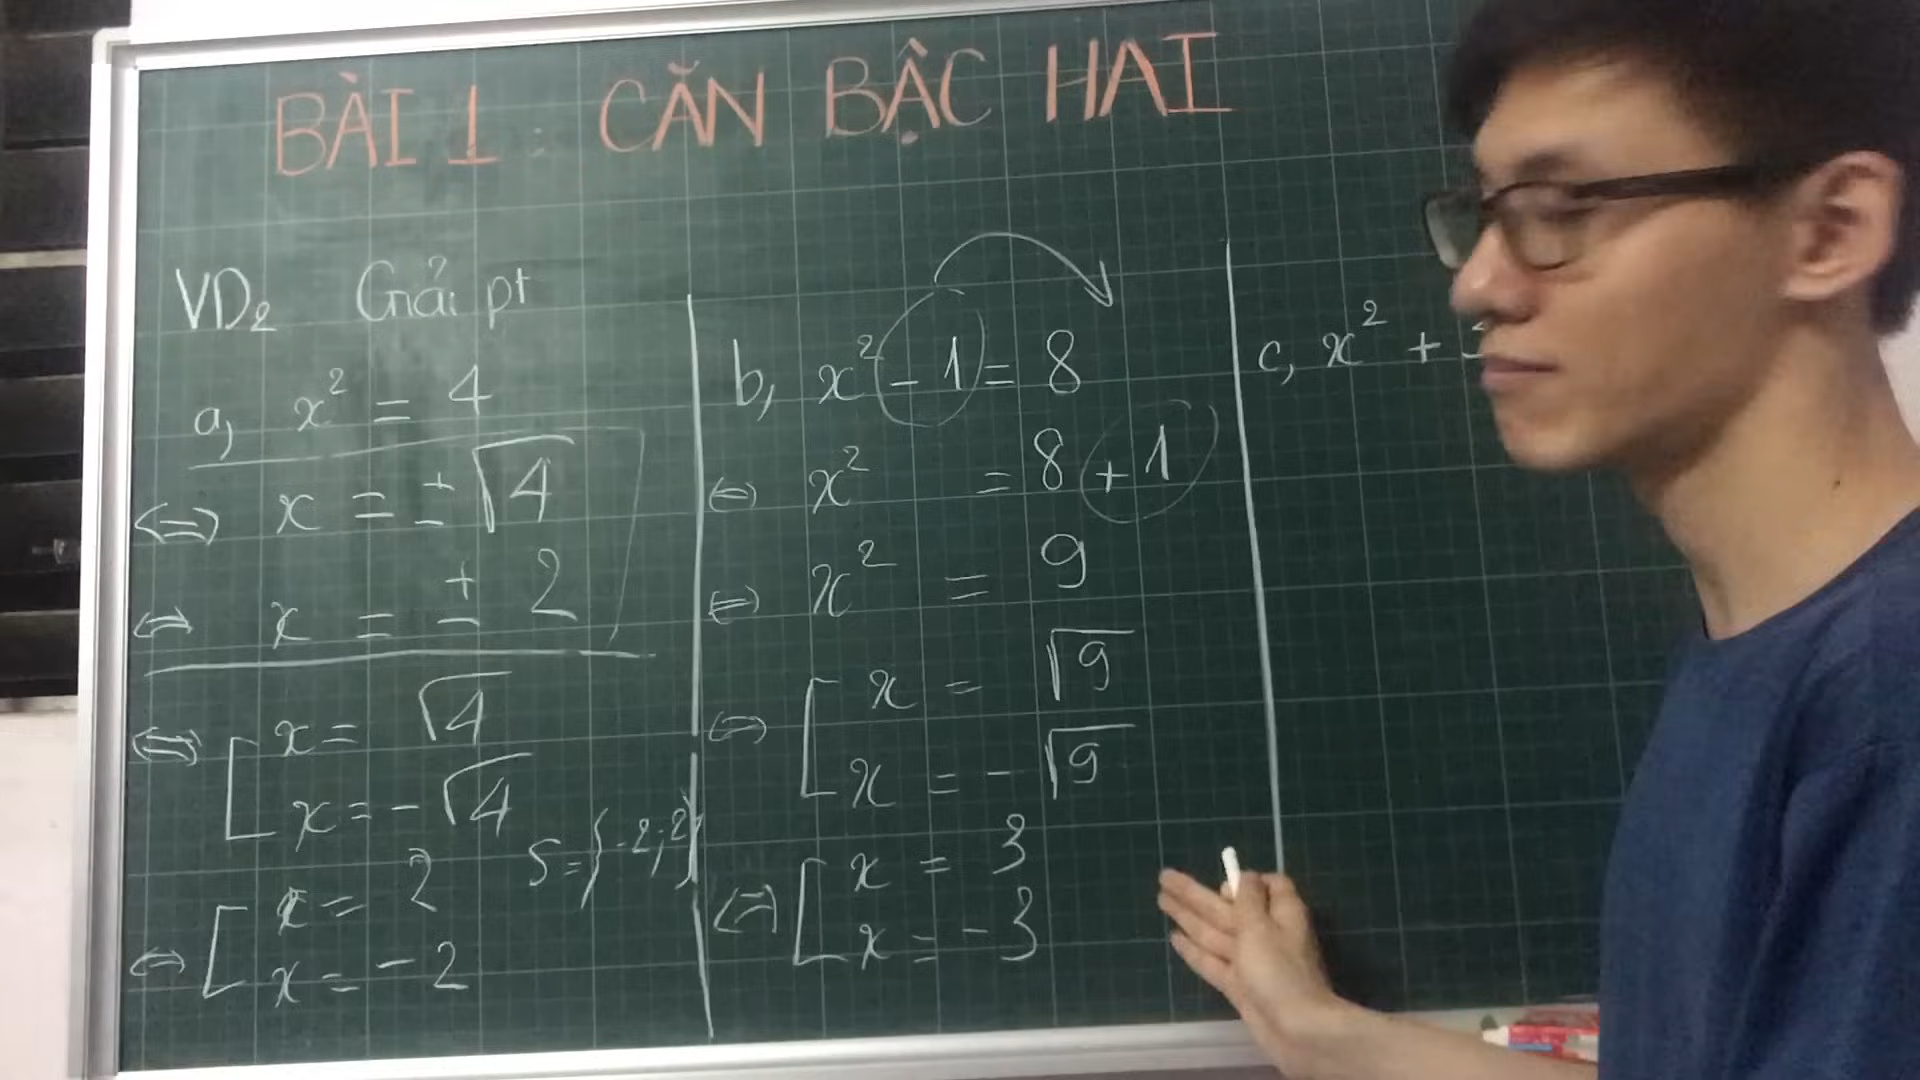 BÀI 1 : CĂN BẬC HAI
VD2 Giải pt
a, x² = 4
<=> x = ± √4
<=> x = ± 2
<=> [ x = √4
x = - √4
<=> [ x = 2
x = - 2
S = {-2; 2}
b, x² - 1 = 8
<=> x² = 8 + 1
<=> x² = 9
<=> [ x = √9
x = - √9
<=> [ x = 3
x = - 3
c, x² +